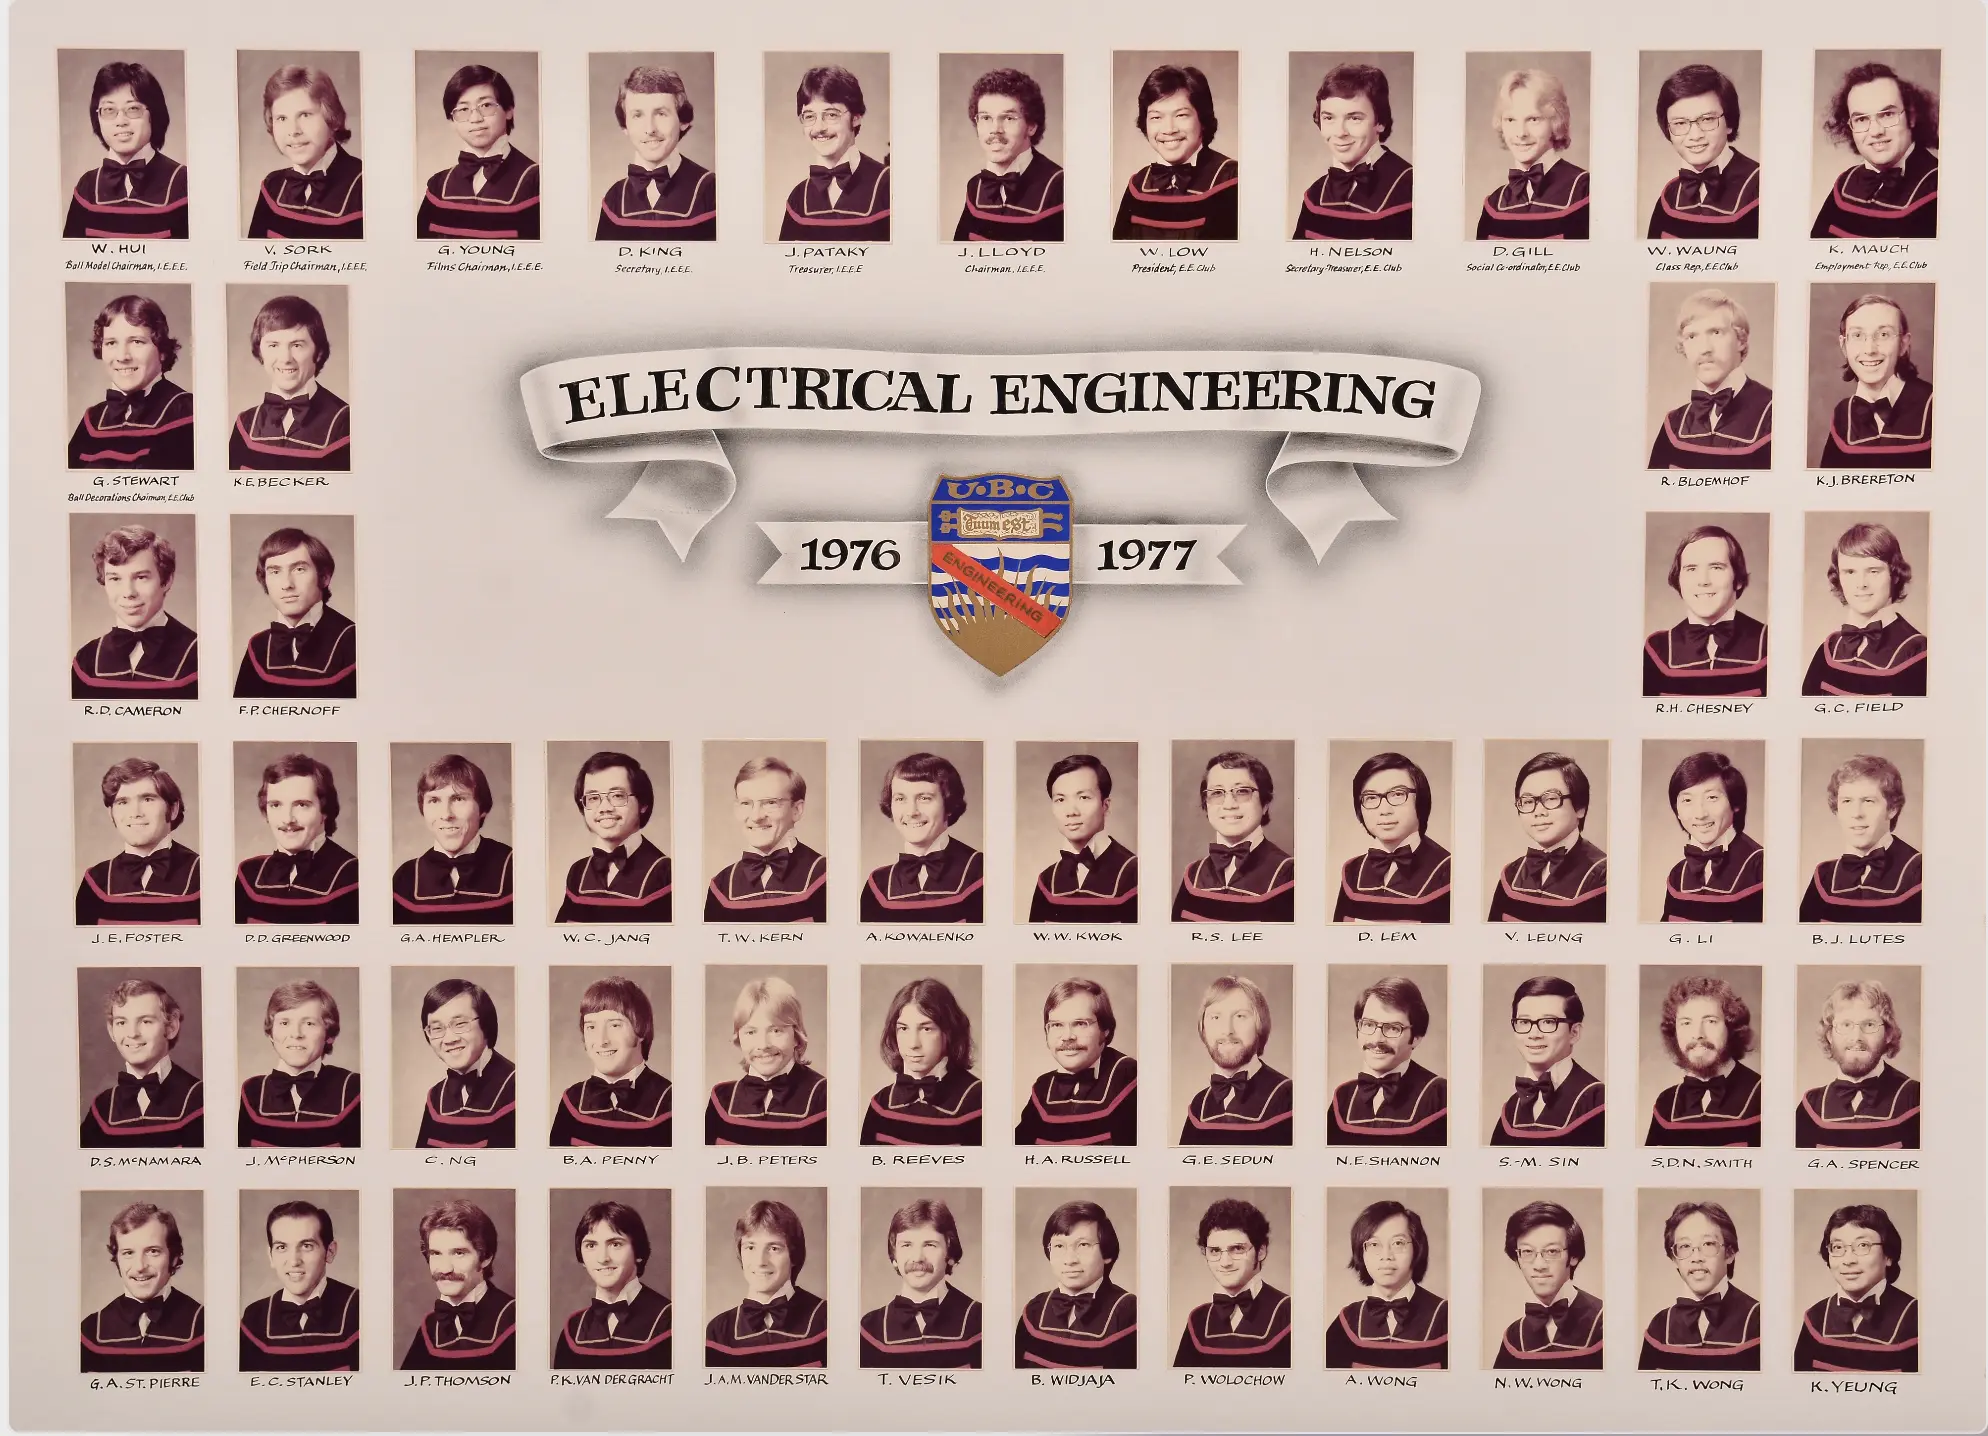 W. HUI
Ball Model Chairman, I.E.E.E.
V. SORK
Field Trip Chairman, I.E.E.E.
G. YOUNG
Films Chairman, I.E.E.E.
D. KING
Secretary, I.E.E.E.
J. PATAKY
Treasurer, I.E.E.E
J. LLOYD
Chairman, I.E.E.E.
W. LOW
President, E.E. Club
H. NELSON
Secretary-Treasurer, E.E. Club
D. GILL
Social Co-ordinator, E.E. Club
W. WAUNG
Class Rep, E.E. Club
K. MAUCH
Employment Rep, E.E. Club
G. STEWART
Ball Decorations Chairman, E.E. Club
K.E. BECKER
ELECTRICAL ENGINEERING
R. BLOEMHOF
K.J. BRERETON
U·B·C
Tuum est
1976
1977
ENGINEERING
R.D. CAMERON
F.P. CHERNOFF
R.H. CHESNEY
G.C. FIELD
J.E. FOSTER
D.D. GREENWOOD
G.A. HEMPLER
W.C. JANG
T.W. KERN
A. KOWALENKO
W.W. KWOK
R.S. LEE
D. LEM
V. LEUNG
G. LI
B.J. LUTES
D.S. McNAMARA
J. McPHERSON
C. NG
B.A. PENNY
J.B. PETERS
B. REEVES
H.A. RUSSELL
G.E. SEDUN
N.E. SHANNON
S.-M. SIN
S.D.N. SMITH
G.A. SPENCER
G.A. ST. PIERRE
E.C. STANLEY
J.P. THOMSON
P.K. VAN DER GRACHT
J.A.M. VANDERSTAR
T. VESIK
B. WIDJAJA
P. WOLOCHOW
A. WONG
N.W. WONG
T.K. WONG
K. YEUNG